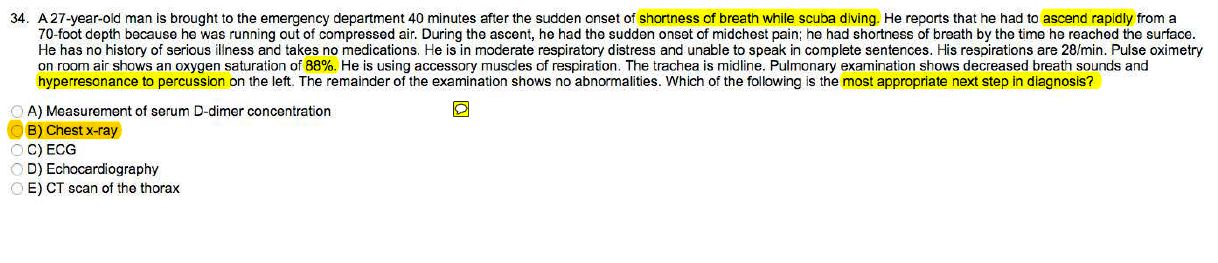 34. A 27-year-old man is brought to the emergency department 40 minutes after the sudden onset of shortness of breath while scuba diving. He reports that he had to ascend rapidly from a
70-foot depth because he was running out of compressed air. During the ascent, he had the sudden onset of midchest pain; he had shortness of breath by the time he reached the surface.
He has no history of serious illness and takes no medications. He is in moderate respiratory distress and unable to speak in complete sentences. His respirations are 28/min. Pulse oximetry
on room air shows an oxygen saturation of 88%. He is using accessory muscles of respiration. The trachea is midline. Pulmonary examination shows decreased breath sounds and
hyperresonance to percussion on the left. The remainder of the examination shows no abnormalities. Which of the following is the most appropriate next step in diagnosis?
A) Measurement of serum D-dimer concentration
B) Chest x-ray
C) ECG
D) Echocardiography
E) CT scan of the thorax